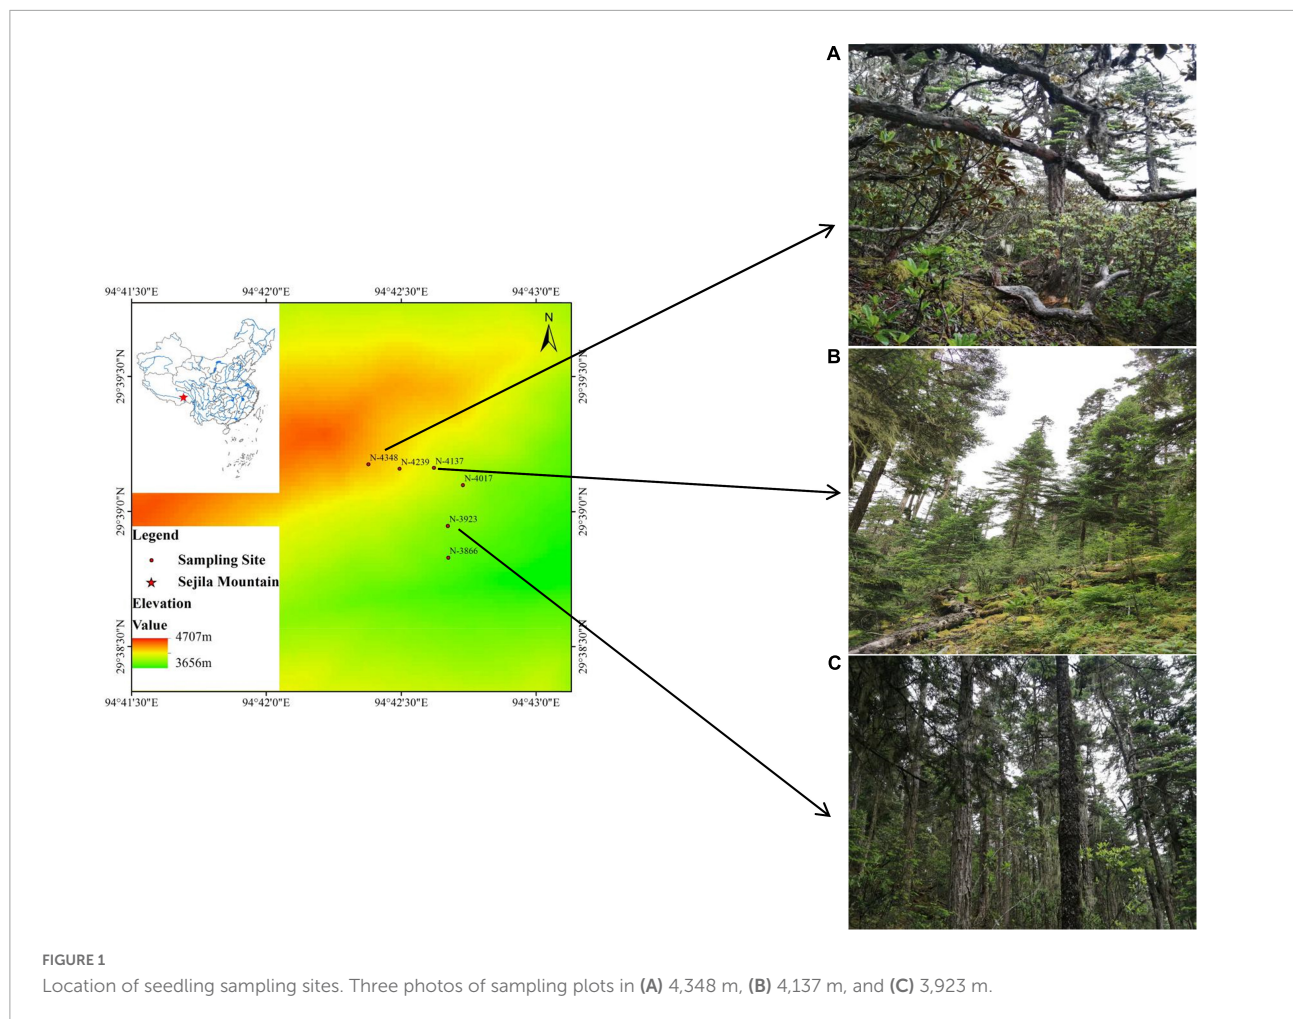 A
94°41'30"E
94°42'0"E
94°42'30"E
94°43'0"E
N
29°39'30"N
29°39'30"N
B
N-4348
N-4239
N-4137
N-4017
29°39'0"N
29°39'0"N
N-3923
N-3866
Legend
Sampling Site
Sejila Mountain
Elevation
Value
4707m
3656m
29°38'30"N
29°38'30"N
C
94°41'30"E
94°42'0"E
94°42'30"E
94°43'0"E
FIGURE 1
Location of seedling sampling sites. Three photos of sampling plots in (A) 4,348 m, (B) 4,137 m, and (C) 3,923 m.